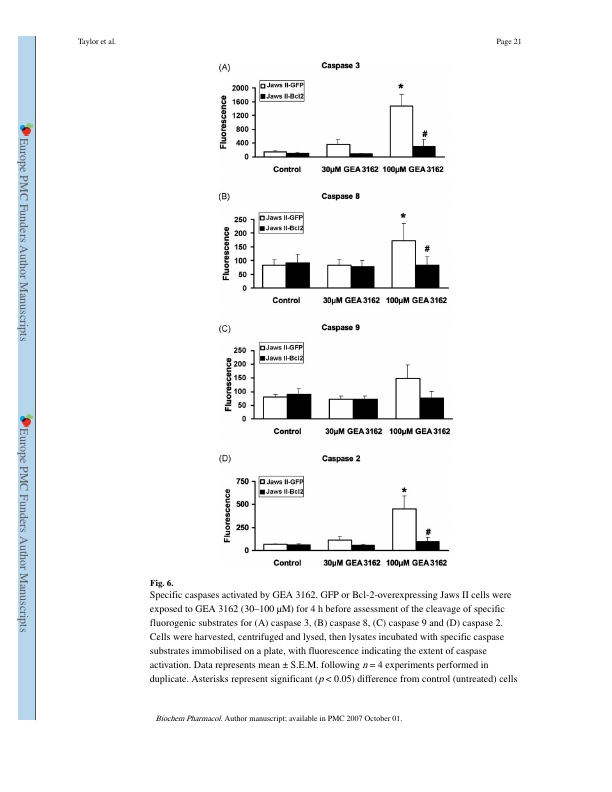 Taylor et al.
Page 21
Europe PMC Funders Author Manuscripts
Europe PMC Funders Author Manuscripts
(A)
Caspase 3
Jaws II-GFP
Jaws II-Bcl2
Fluorescence
2000
1600
1200
800
400
0
*
#
Control
30µM GEA 3162
100µM GEA 3162
(B)
Caspase 8
Jaws II-GFP
Jaws II-Bcl2
Fluorescence
250
200
150
100
50
0
*
#
Control
30µM GEA 3162
100µM GEA 3162
(C)
Caspase 9
Jaws II-GFP
Jaws II-Bcl2
Fluorescence
250
200
150
100
50
0
Control
30µM GEA 3162
100µM GEA 3162
(D)
Caspase 2
Jaws II-GFP
Jaws II-Bcl2
Fluorescence
750
500
250
0
*
#
Control
30µM GEA 3162
100µM GEA 3162
Fig. 6.
Specific caspases activated by GEA 3162. GFP or Bcl-2-overexpressing Jaws II cells were
exposed to GEA 3162 (30–100 µM) for 4 h before assessment of the cleavage of specific
fluorogenic substrates for (A) caspase 3, (B) caspase 8, (C) caspase 9 and (D) caspase 2.
Cells were harvested, centrifuged and lysed, then lysates incubated with specific caspase
substrates immobilised on a plate, with fluorescence indicating the extent of caspase
activation. Data represents mean ± S.E.M. following n = 4 experiments performed in
duplicate. Asterisks represent significant (p < 0.05) difference from control (untreated) cells
Biochem Pharmacol. Author manuscript; available in PMC 2007 October 01.